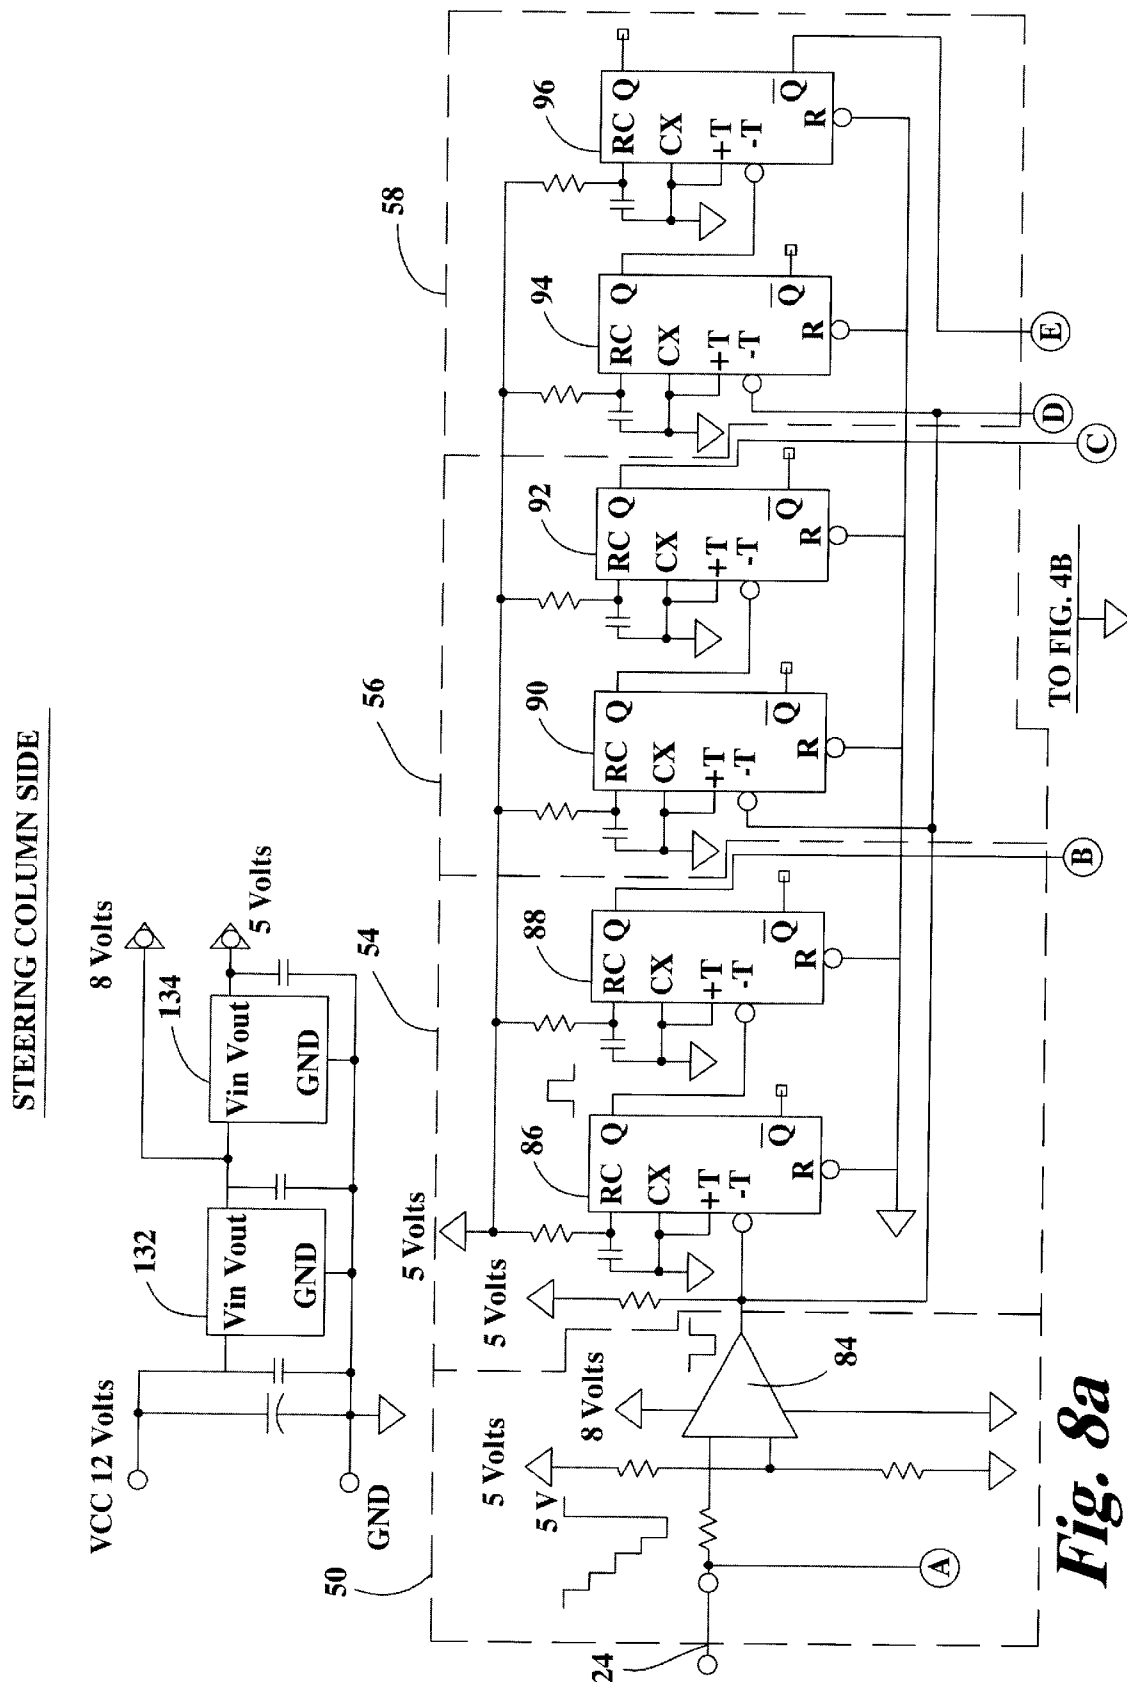 STEERING COLUMN SIDE
VCC 12 Volts
GND
132
Vin Vout
GND
134
Vin Vout
GND
8 Volts
5 Volts
50
54
56
58
5 Volts
24
5 V
5 Volts
8 Volts
84
A
5 Volts
86
RC Q
CX
+T
-T
Q
R
88
RC Q
CX
+T
-T
Q
R
B
90
RC Q
CX
+T
-T
Q
R
92
RC Q
CX
+T
-T
Q
R
C
94
RC Q
CX
+T
-T
Q
R
D
96
RC Q
CX
+T
-T
Q
R
E
TO FIG. 4B
Fig. 8a